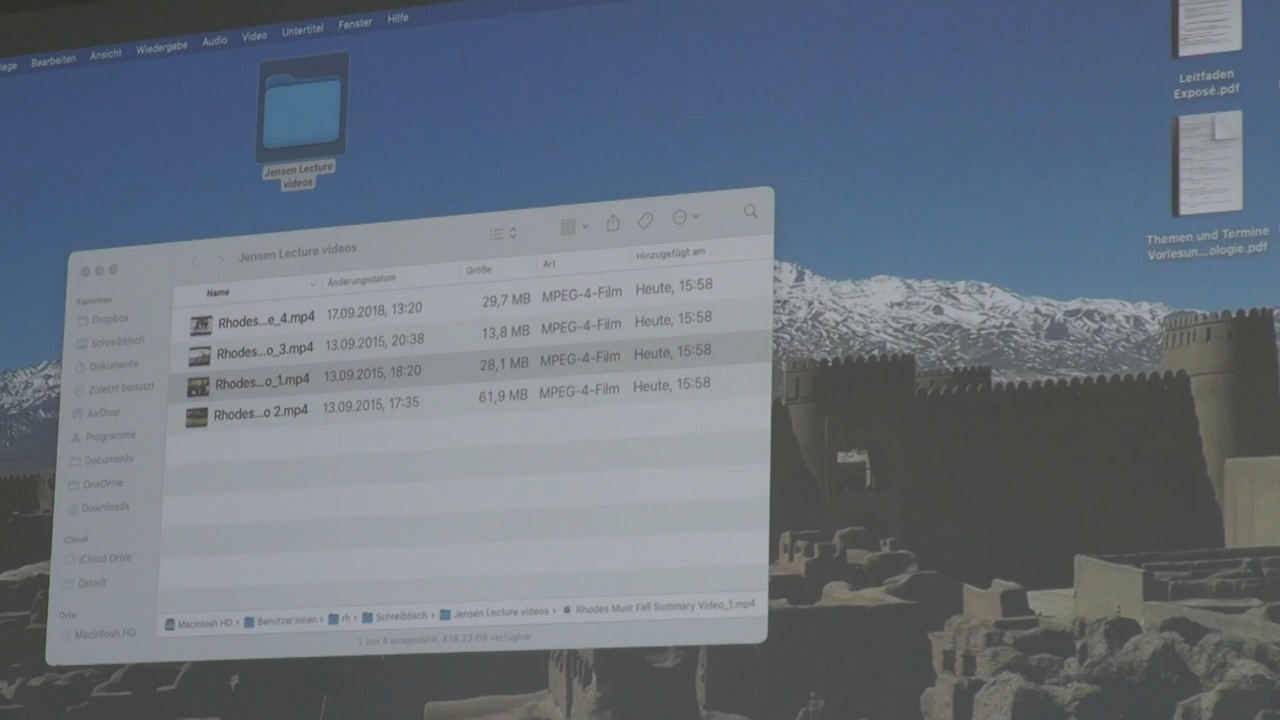 lage Bearbeiten Ansicht Wiedergabe Audio Video Untertitel Fenster Hilfe
Jensen Lecture
videos
Leitfaden
Exposé.pdf
Themen und Termine
Vorlesun...ologie.pdf
Jensen Lecture videos
Name Änderungsdatum Größe Art Hinzugefügt am
Rhodes...e_4.mp4 17.09.2018, 13:20 29,7 MB MPEG-4-Film Heute, 15:58
Rhodes...o_3.mp4 13.09.2015, 20:38 13,8 MB MPEG-4-Film Heute, 15:58
Rhodes...o_1.mp4 13.09.2015, 18:20 28,1 MB MPEG-4-Film Heute, 15:58
Rhodes...o 2.mp4 13.09.2015, 17:35 61,9 MB MPEG-4-Film Heute, 15:58
Favoriten
Dropbox
Schreibtisch
Dokumente
Zuletzt benutzt
AirDrop
Programme
Documents
OneDrive
Downloads
iCloud
iCloud Drive
Geteilt
Orte
Macintosh HD
Macintosh HD › Benutzer:innen › rh › Schreibtisch › Jensen Lecture videos › Rhodes Must Fall Summary Video_1.mp4
1 von 4 ausgewählt, 416,23 GB verfügbar